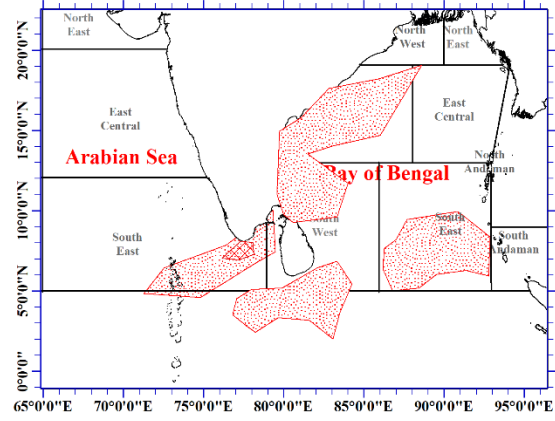 North
East
North
West
North
East
20°0'0"N
East
Central
East
Central
15°0'0"N
Arabian Sea
North
Andaman
Bay of Bengal
10°0'0"N
South
East
North
West
South
East
South
Andaman
5°0'0"N
0°0'0"
65°0'0"E 70°0'0"E 75°0'0"E 80°0'0"E 85°0'0"E 90°0'0"E 95°0'0"E